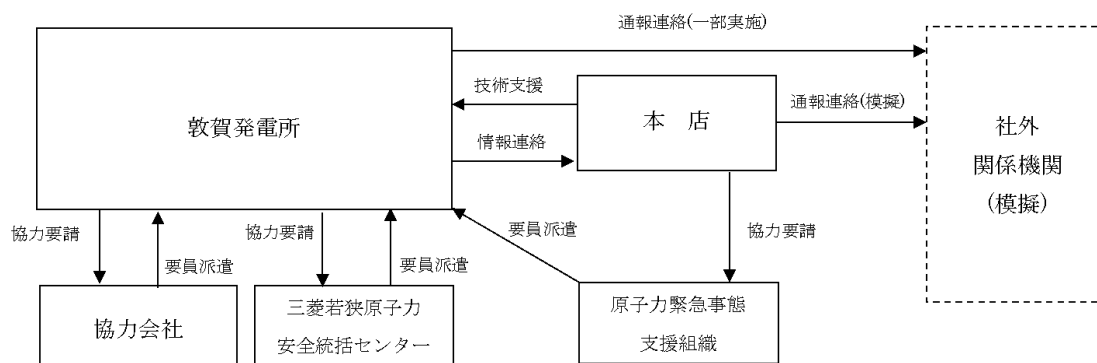 通報連絡(一部実施)
敦賀発電所
技術支援
本　店
通報連絡(模擬)
情報連絡
社外
関係機関
(模擬)
協力要請
要員派遣
協力要請
要員派遣
要員派遣
協力要請
協力会社
三菱若狭原子力
安全統括センター
原子力緊急事態
支援組織